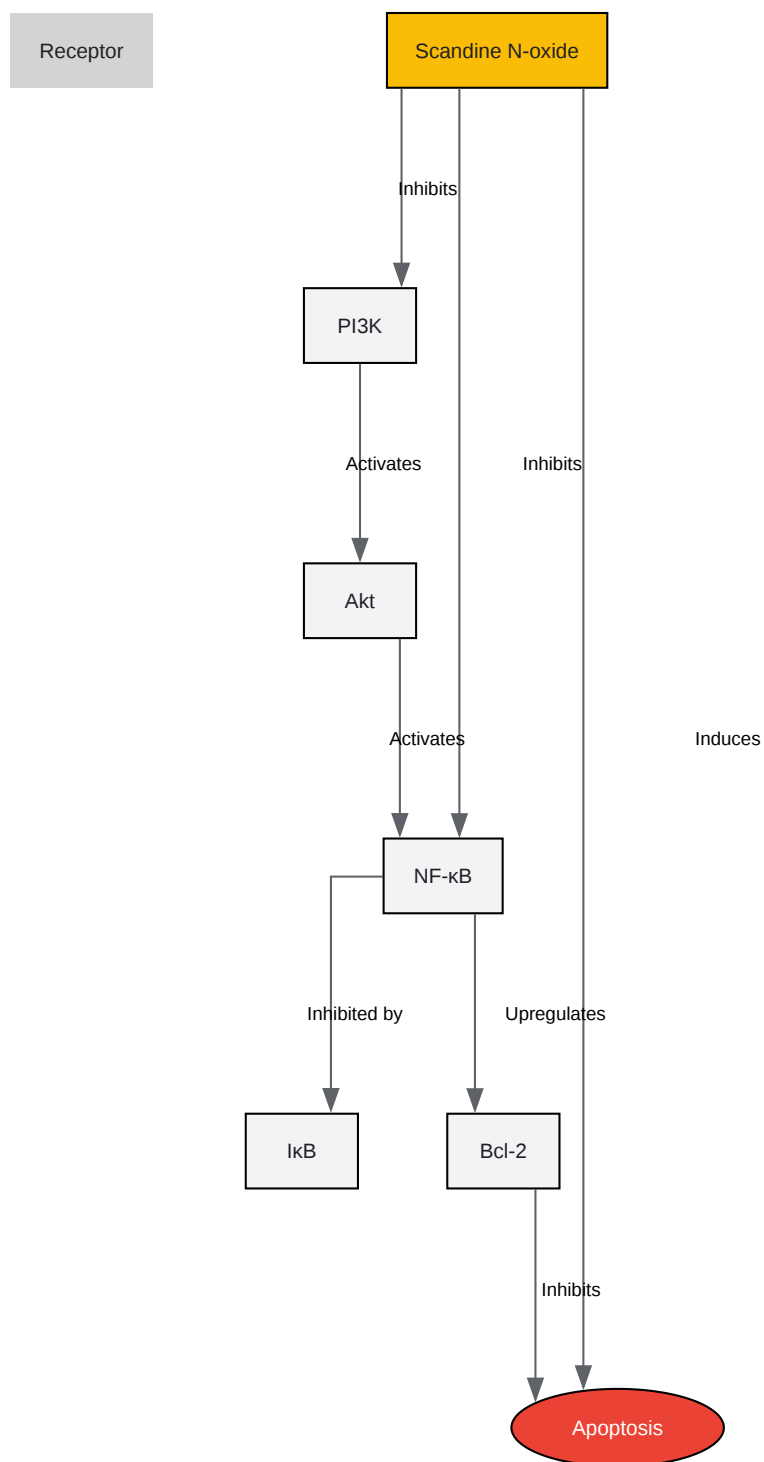 Receptor
Scandine N-oxide
Inhibits
PI3K
Activates
Inhibits
Akt
Activates
Induces
NF-κB
Inhibited by
Upregulates
IκB
Bcl-2
Inhibits
Apoptosis